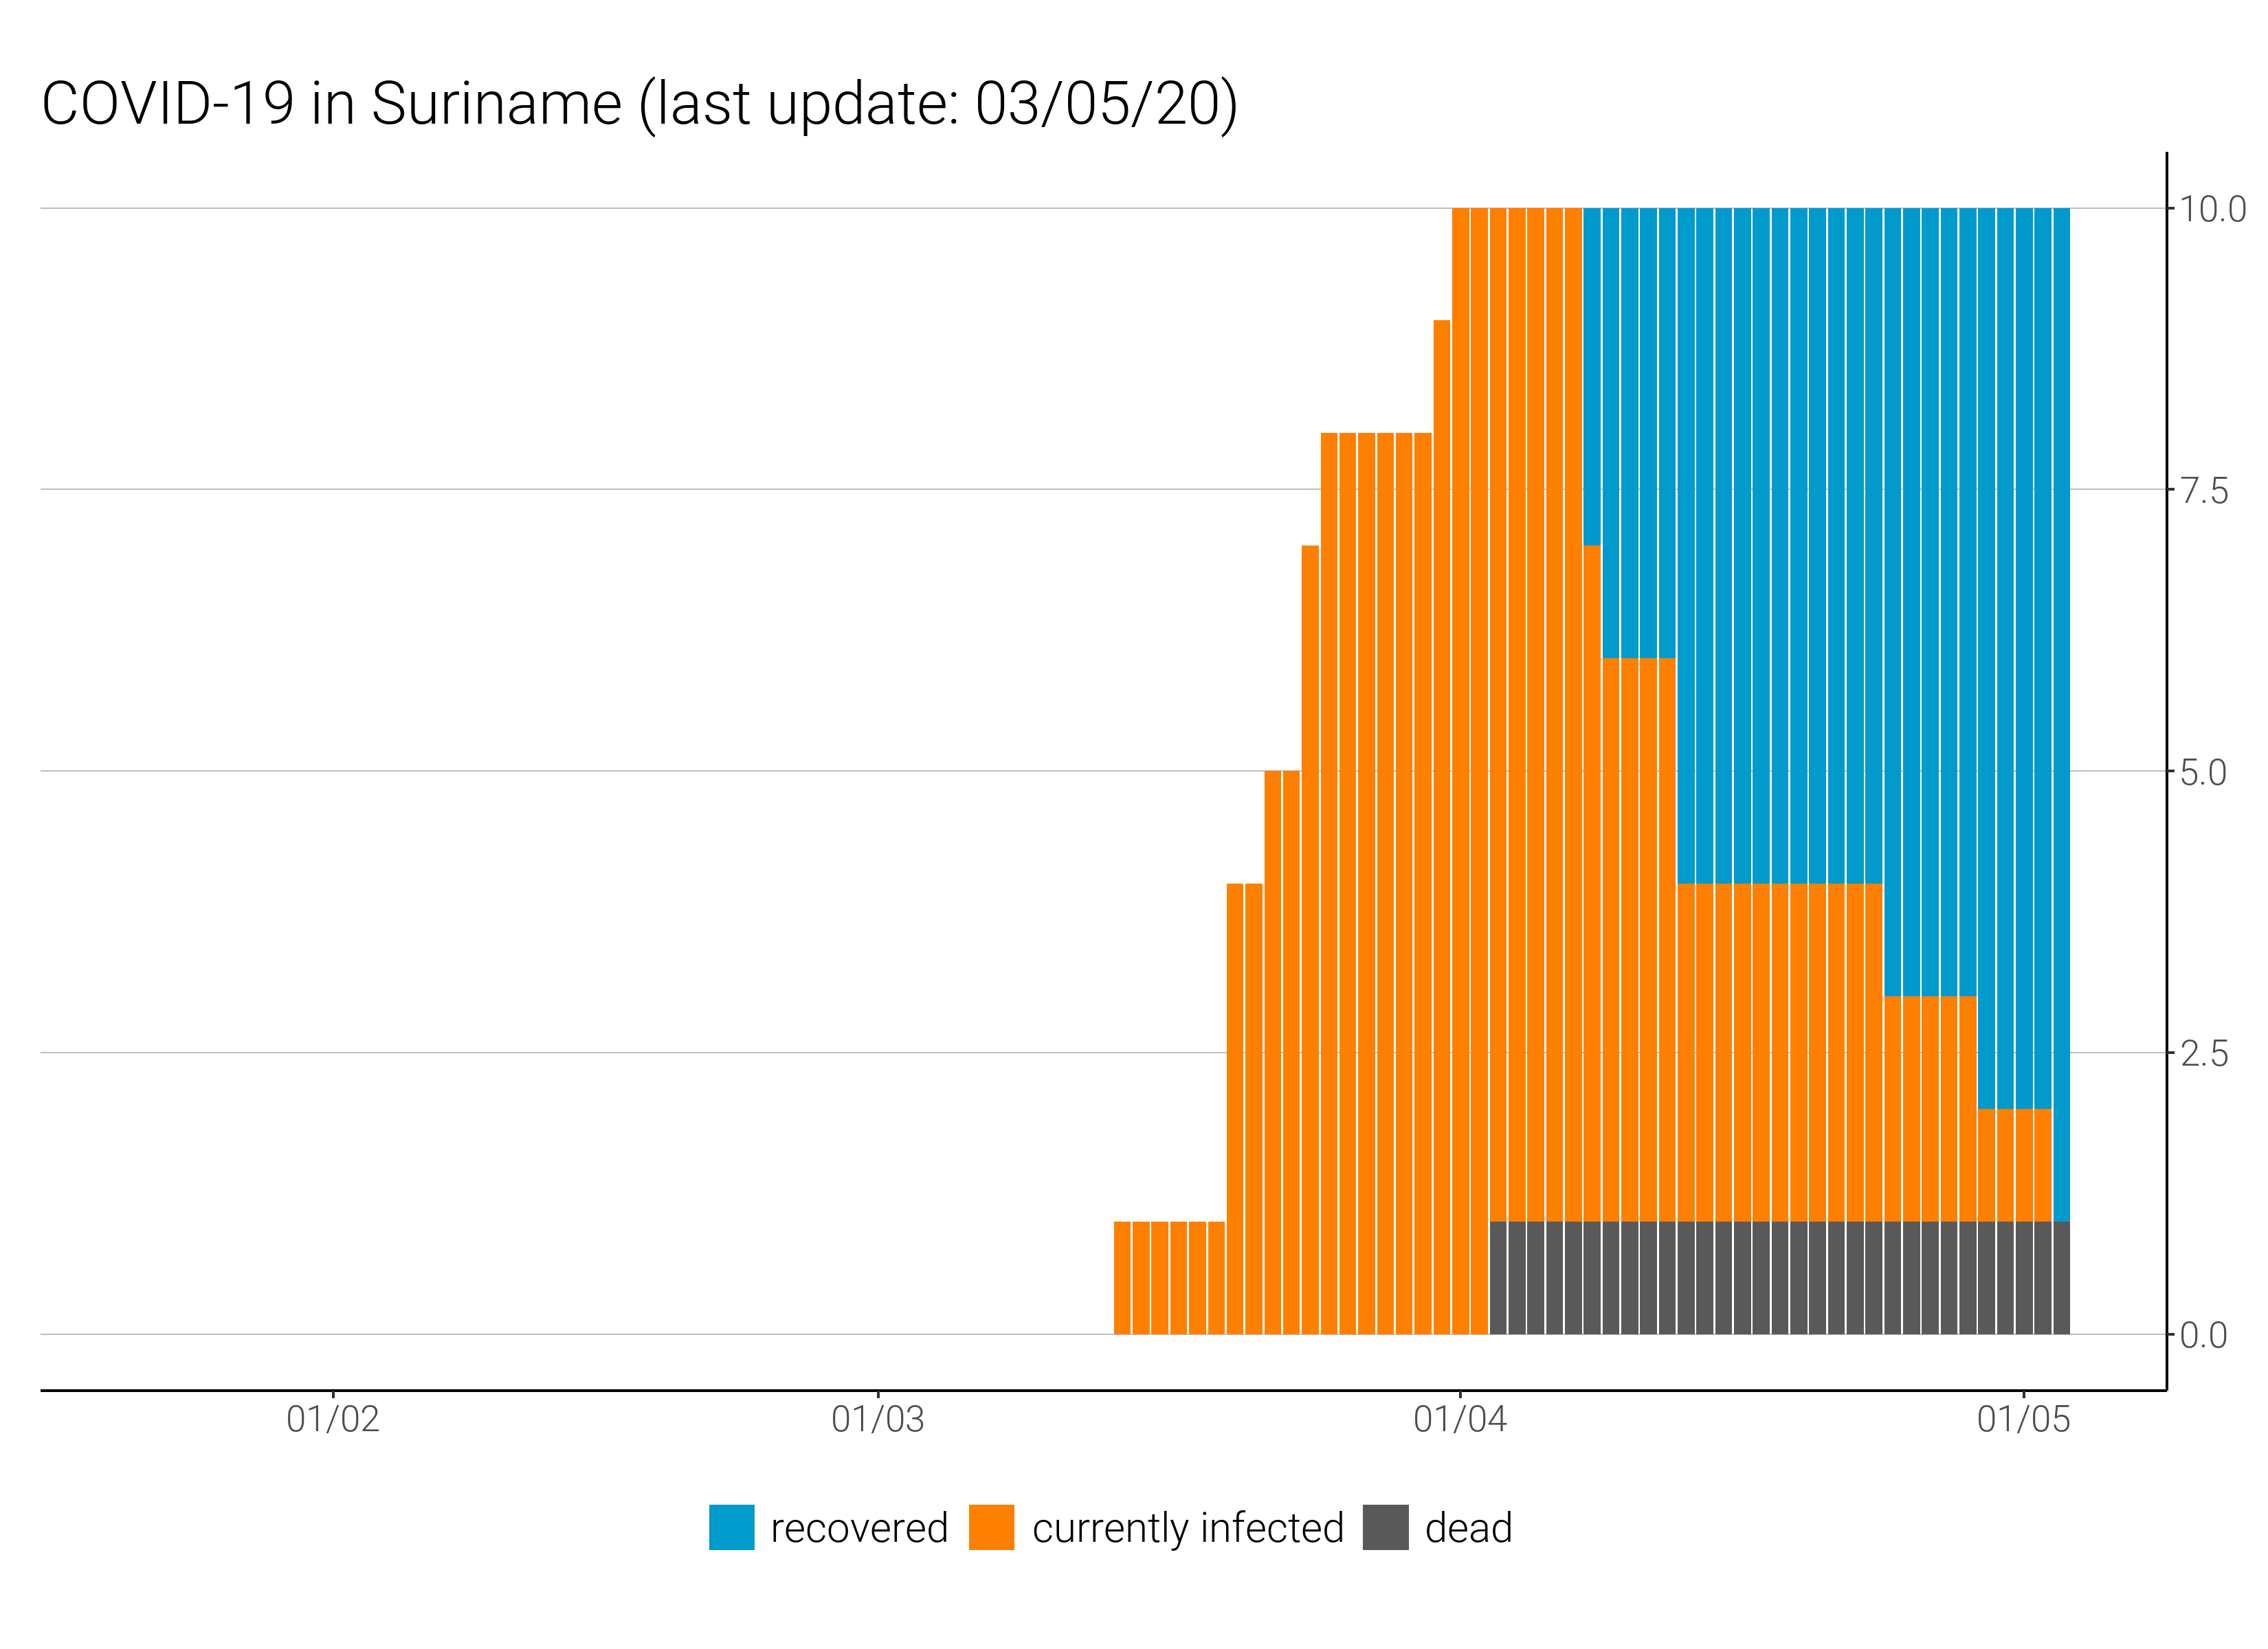 COVID-19 in Suriname (last update: 03/05/20)
10.0
7.5
5.0
2.5
0.0
01/02 01/03 01/04 01/05
recovered currently infected dead